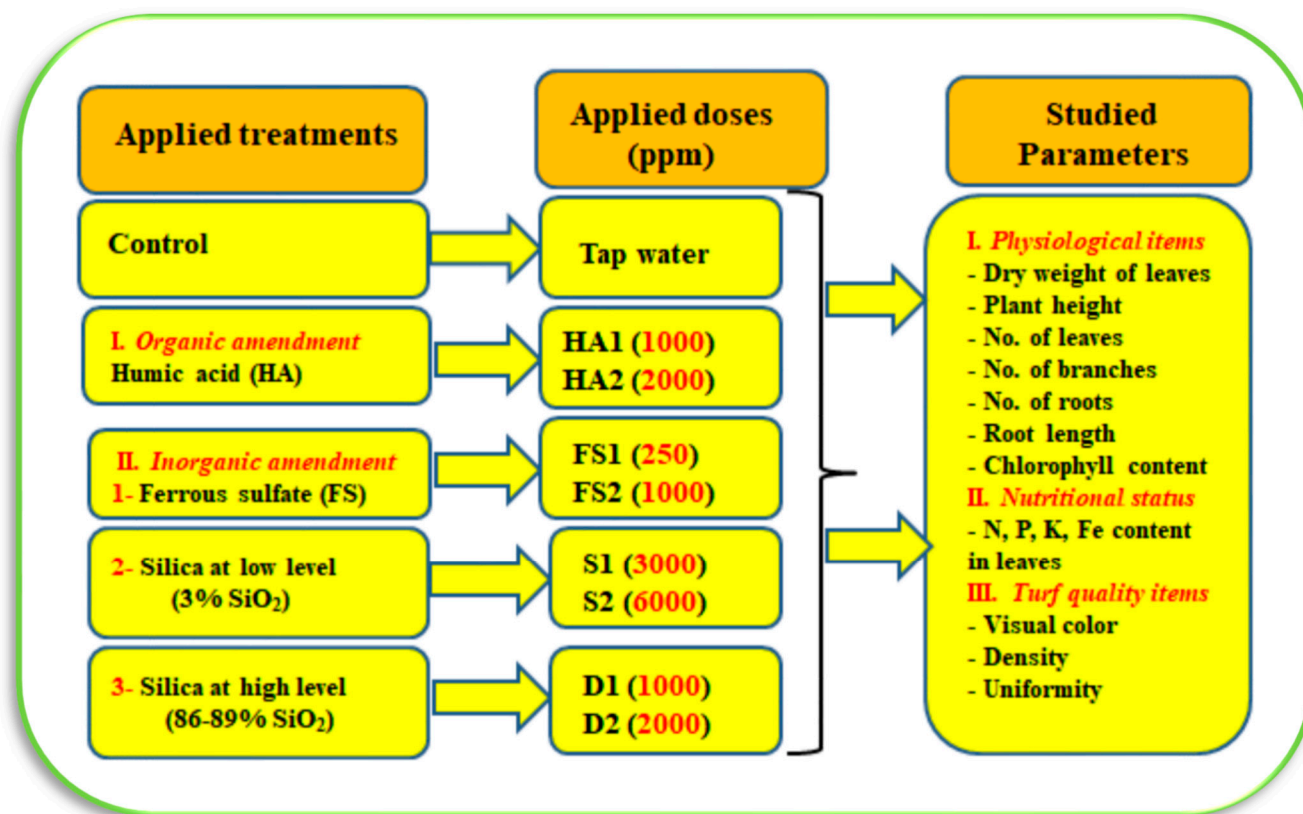 Applied treatments
Control
I. Organic amendment
Humic acid (HA)
II. Inorganic amendment
1- Ferrous sulfate (FS)
2- Silica at low level
(3% SiO₂)
3- Silica at high level
(86-89% SiO₂)
Applied doses
(ppm)
Tap water
HA1 (1000)
HA2 (2000)
FS1 (250)
FS2 (1000)
S1 (3000)
S2 (6000)
D1 (1000)
D2 (2000)
Studied
Parameters
I. Physiological items
- Dry weight of leaves
- Plant height
- No. of leaves
- No. of branches
- No. of roots
- Root length
- Chlorophyll content
II. Nutritional status
- N, P, K, Fe content
in leaves
III. Turf quality items
- Visual color
- Density
- Uniformity